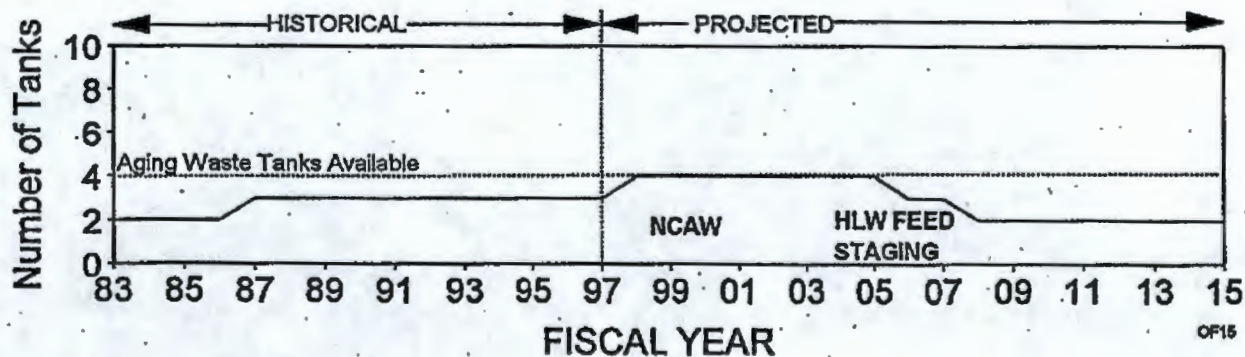 HISTORICAL PROJECTED
Number of Tanks
10
8
6
4
2
0
Aging Waste Tanks Available
NCAW
HLW FEED
STAGING
83 85 87 89 91 93 95 97 99 01 03 05 07 09 11 13 15
FISCAL YEAR
OF15